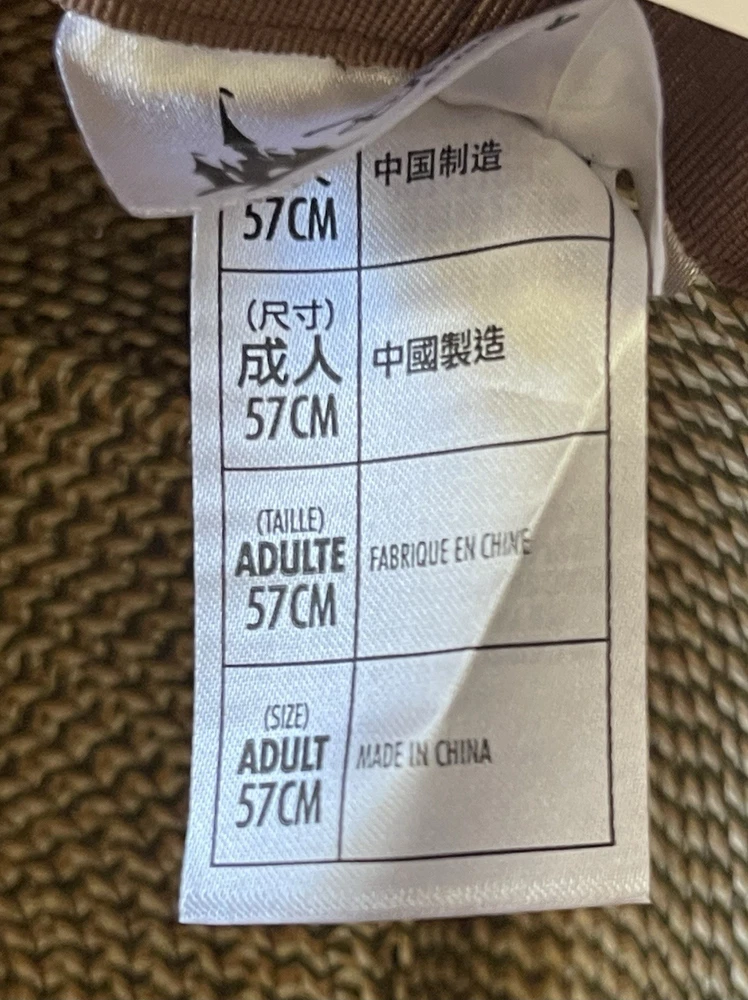 57CM
中国制造
(尺寸)
成人
57CM
中國製造
(TAILLE)
ADULTE
57CM
FABRIQUE EN CHINE
(SIZE)
ADULT
57CM
MADE IN CHINA